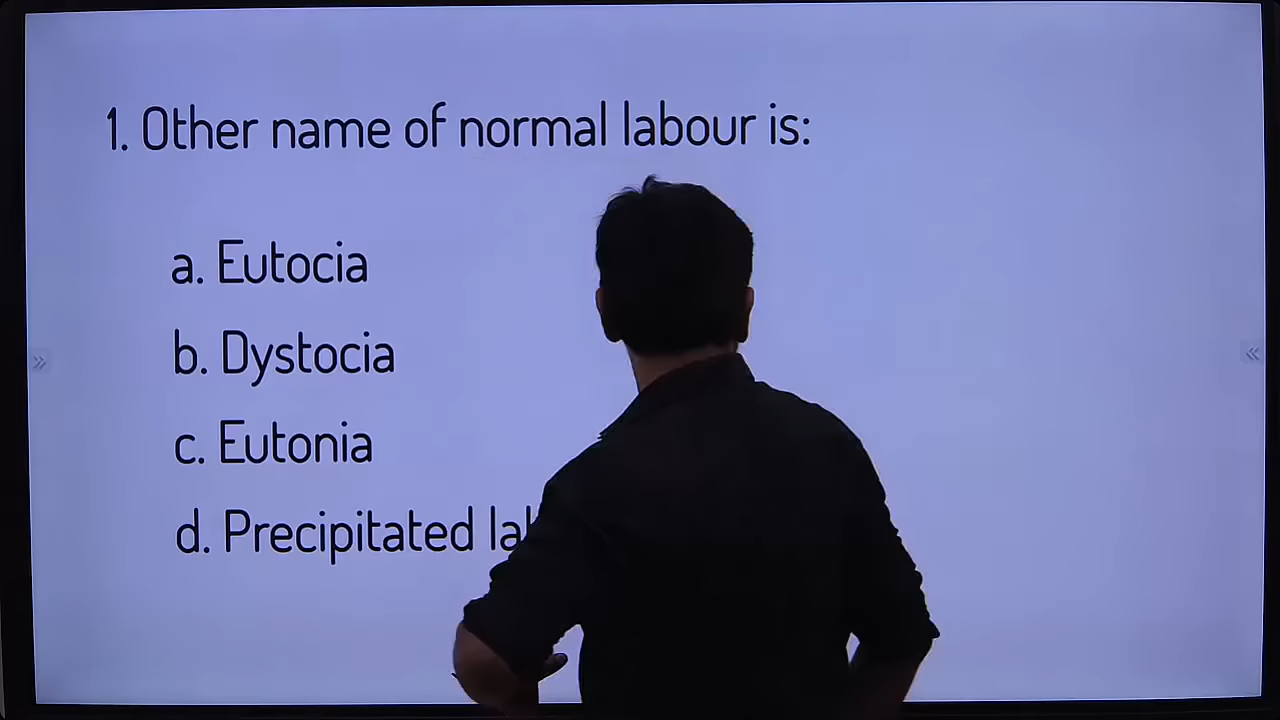 1. Other name of normal labour is:
a. Eutocia
b. Dystocia
c. Eutonia
d. Precipitated